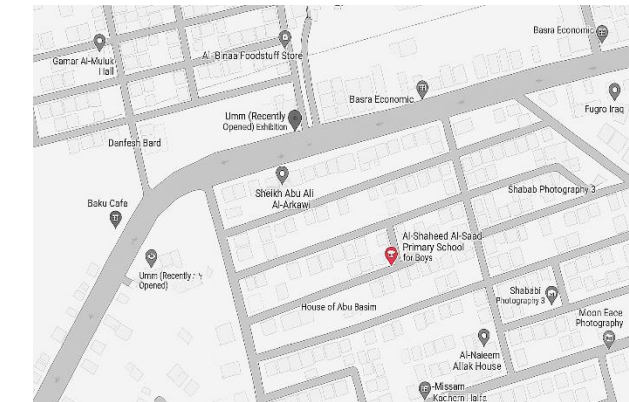 Basra Economic
Gamar Al-Muluk
Hall
Al-Binaa Foodstuff Store
Basra Economic
Fugro Iraq
Umm (Recently
Opened) Exhibition
Danfesh Bard
Sheikh Abu Ali
Al-Arkawi
Shabab Photography 3
Baku Cafe
Al-Shaheed Al-Saad
Primary School
for Boys
Umm (Recently
Opened)
House of Abu Basim
Shababi
Photography 3
Moon Eace
Photography
Al-Naieem
Allak House
-Missam